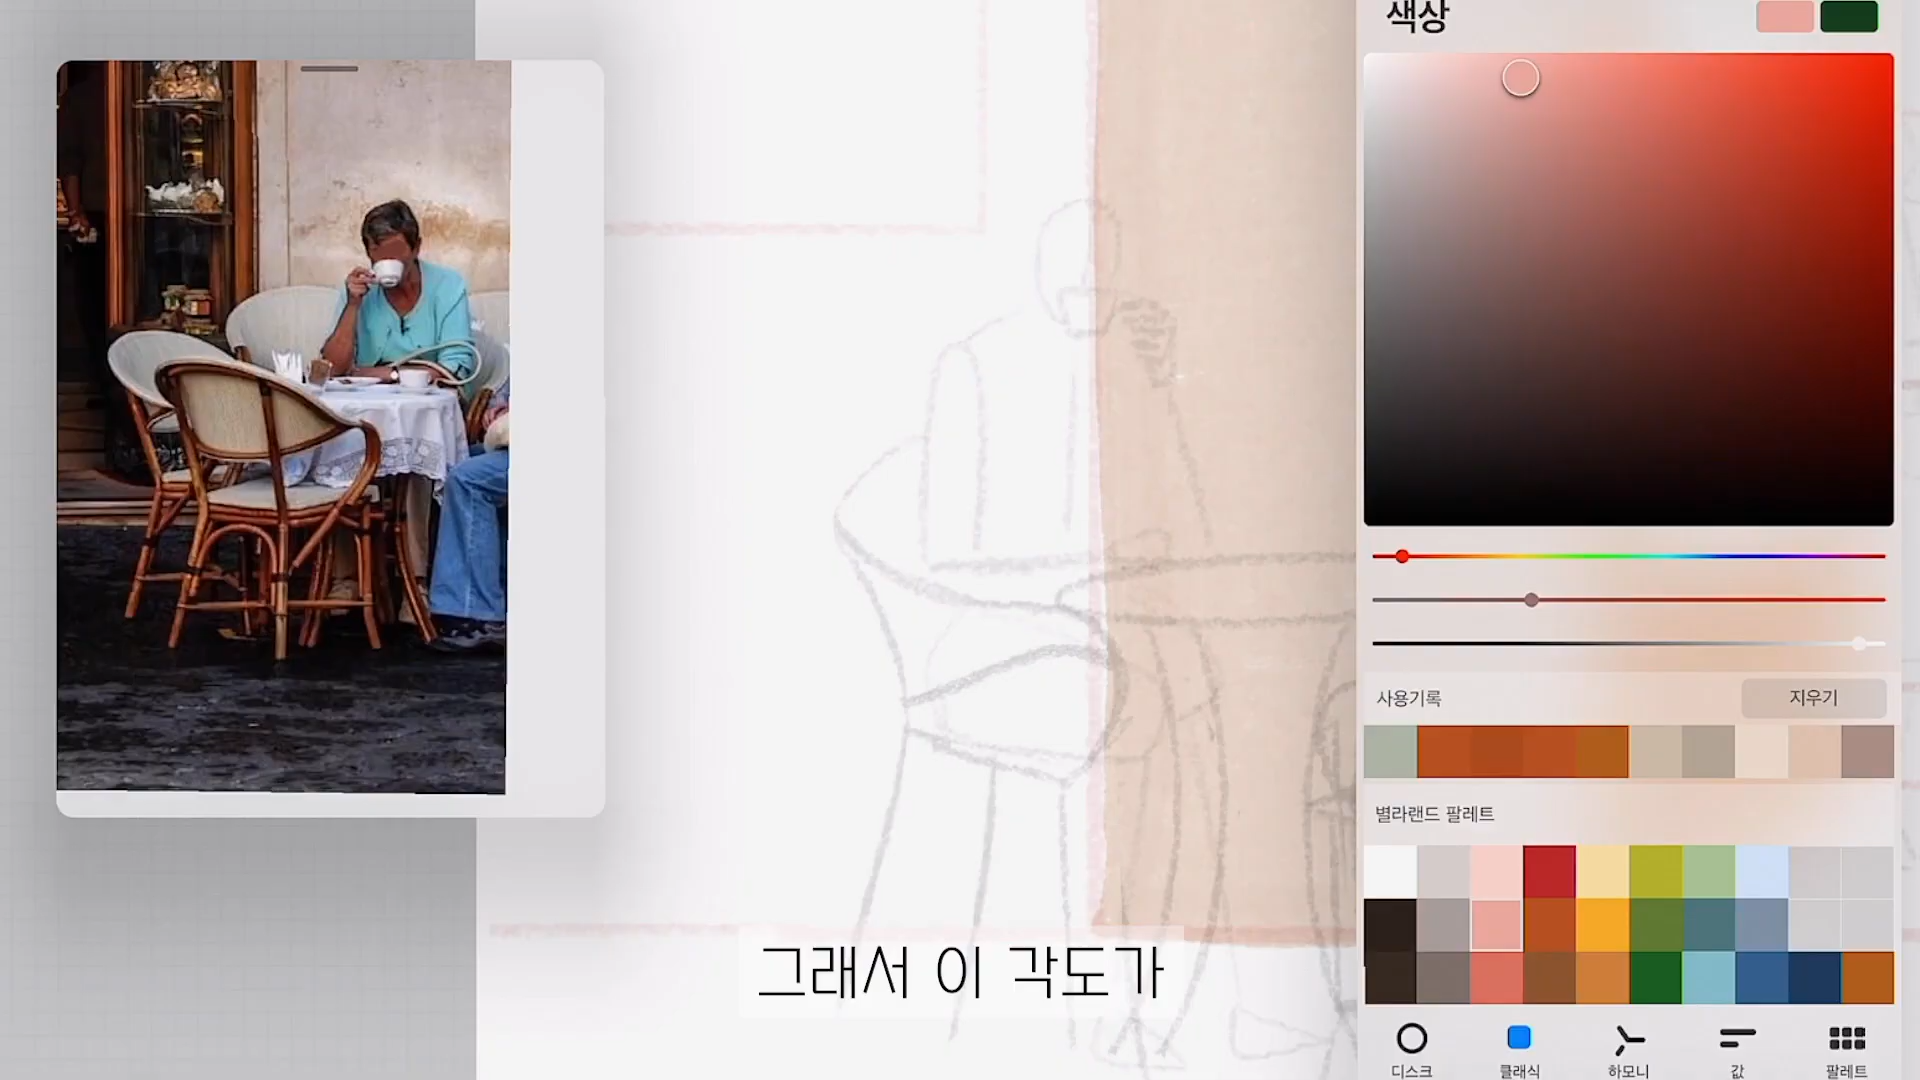 색상
사용기록
지우기
별라랜드 팔레트
그래서 이 각도가
디스크
클래식
하모니
값
팔레트